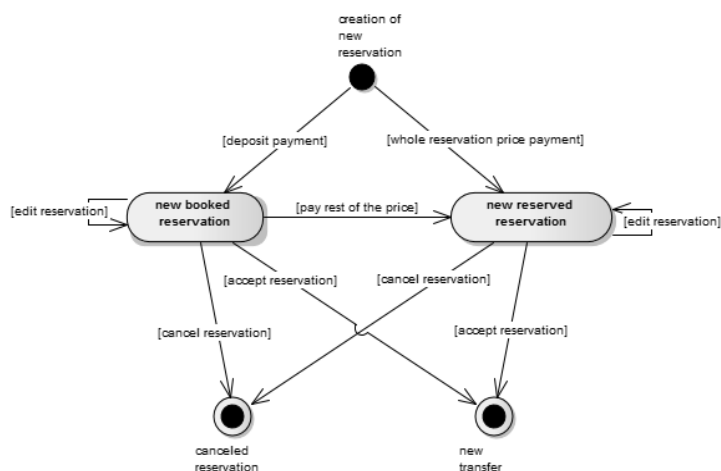 creation of
new
reservation
[deposit payment]
[whole reservation price payment]
new booked
reservation
new reserved
reservation
[edit reservation]
[pay rest of the price]
[edit reservation]
[accept reservation]
[cancel reservation]
[cancel reservation]
[accept reservation]
canceled
reservation
new
transfer